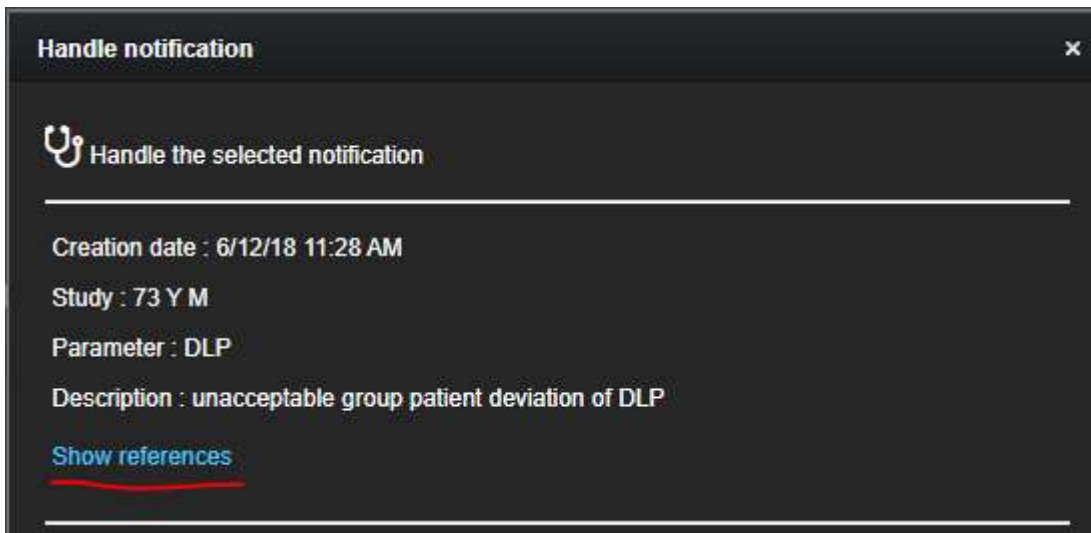 Handle notification ×
Handle the selected notification
Creation date : 6/12/18 11:28 AM
Study : 73 Y M
Parameter : DLP
Description : unacceptable group patient deviation of DLP
Show references